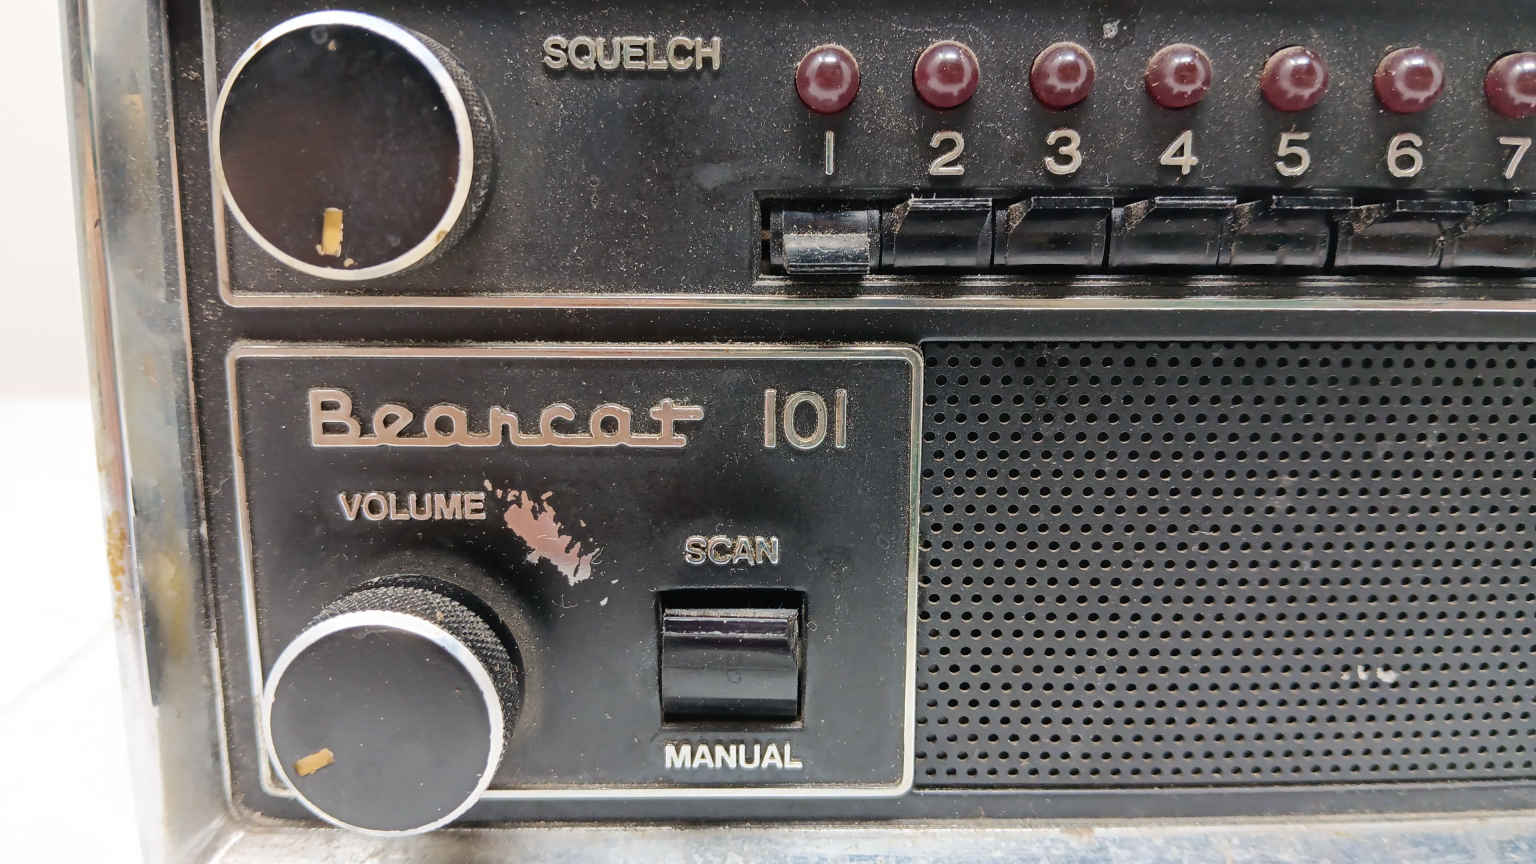 SQUELCH
1 2 3 4 5 6 7
Bearcat 101
VOLUME
SCAN
MANUAL